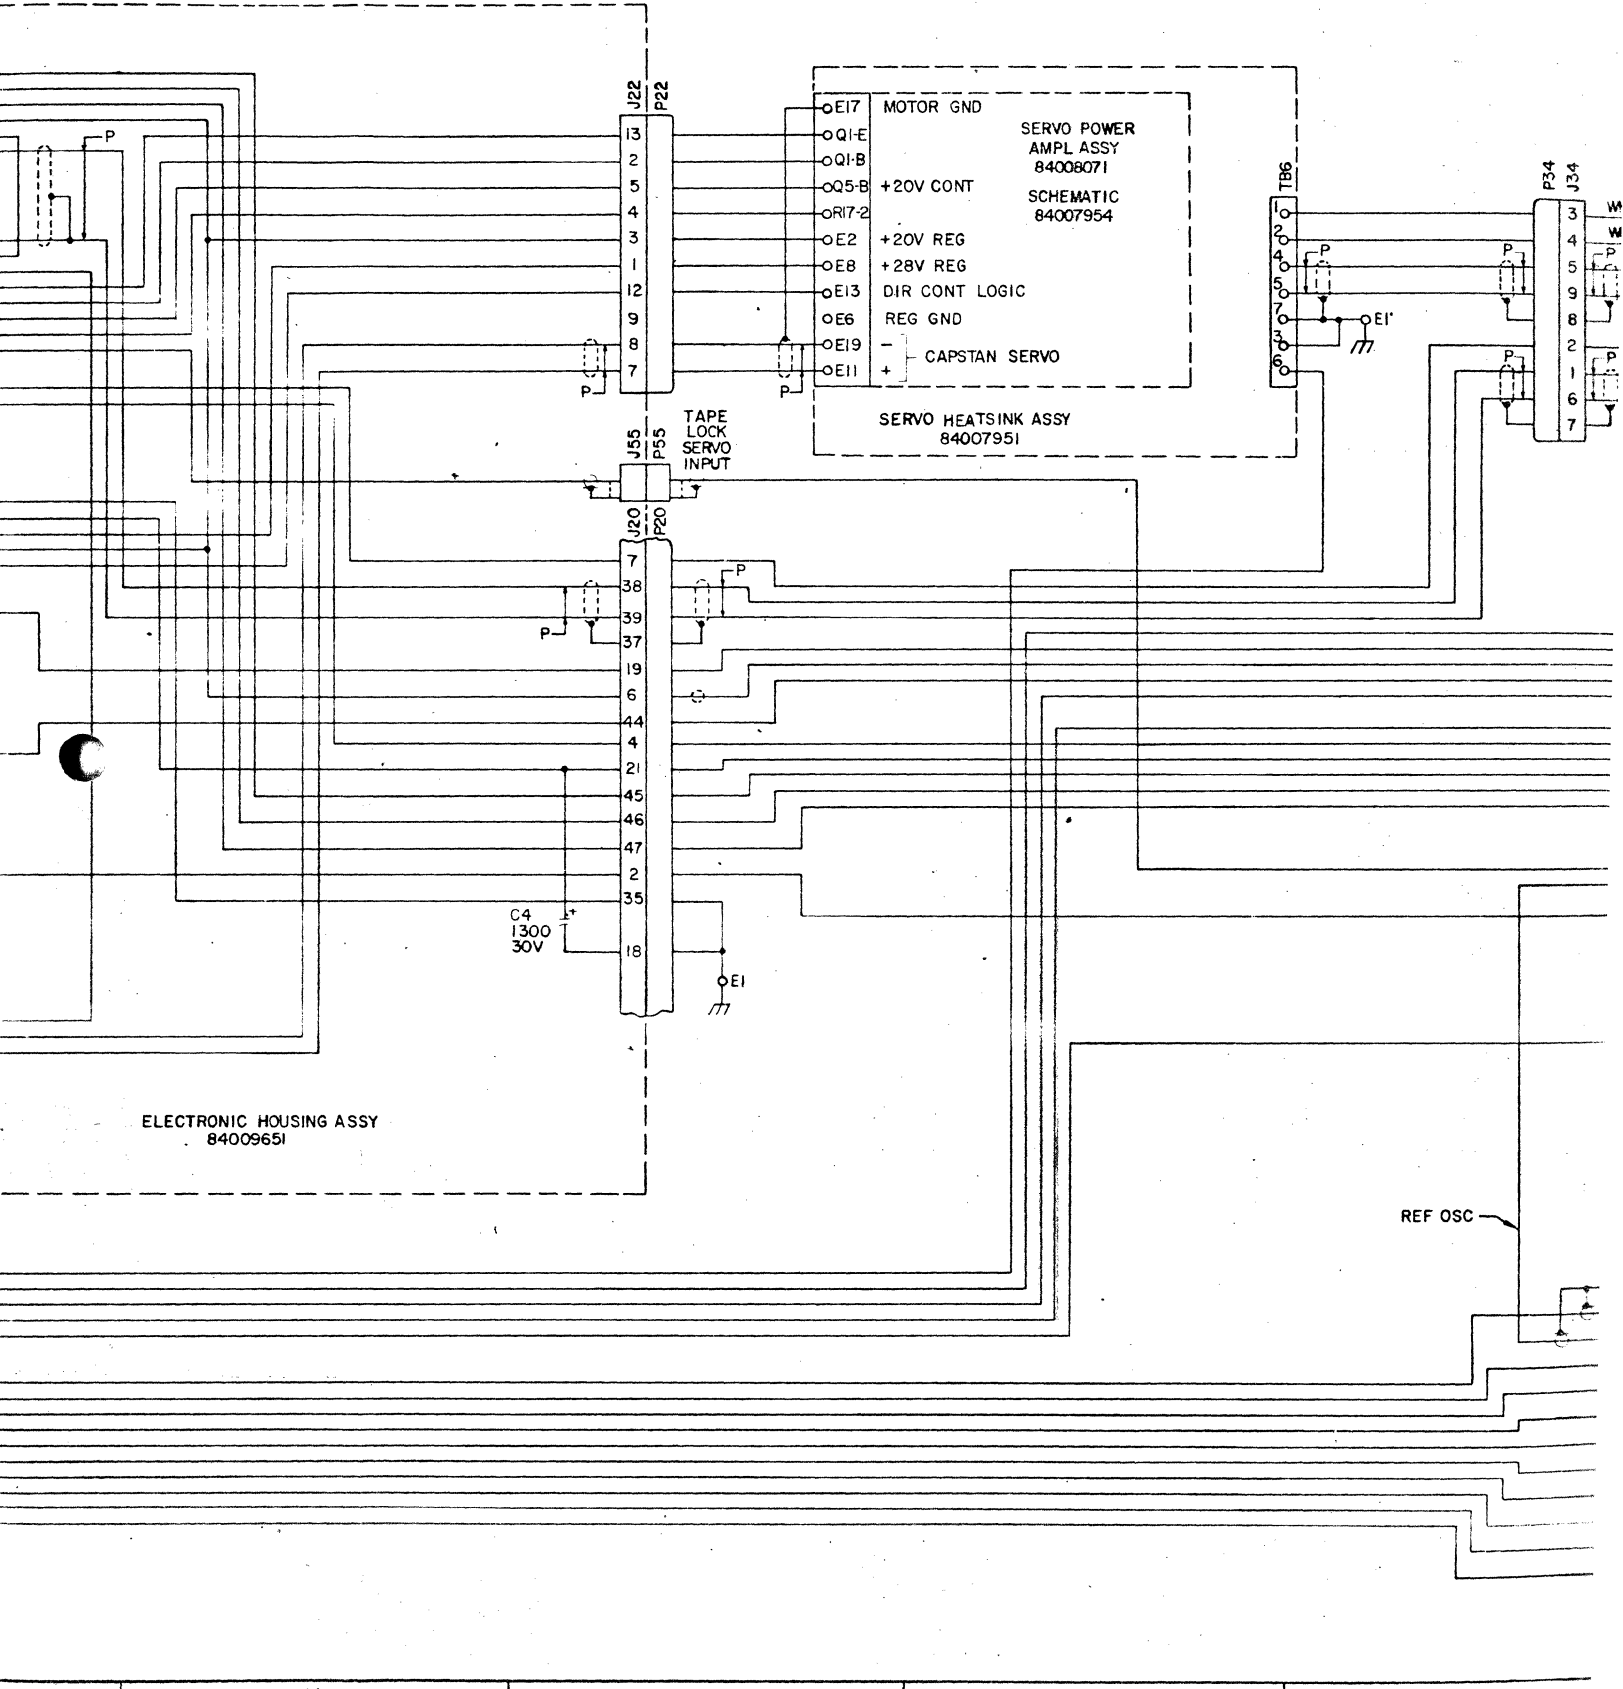 J22 P22
13
2
5
4
3
1
12
9
8
7
P
P
P
E17 MOTOR GND
Q1-E
Q1-B
Q5-B +20V CONT
R17-2
E2 +20V REG
E8 +28V REG
E13 DIR CONT LOGIC
E6 REG GND
E19 −
E11 +
CAPSTAN SERVO
SERVO POWER
AMPL ASSY
84008071
SCHEMATIC
84007954
SERVO HEATSINK ASSY
84007951
TB6
1
2
4
5
7
3
6
P
E1
P34 J34
3
4
5
9
8
2
1
6
7
P
P
P
P
J55 P55
TAPE
LOCK
SERVO
INPUT
J20 P20
7
38
39
37
19
6
44
4
21
45
46
47
2
35
18
P
P
C4
1300
30V
+
E1
ELECTRONIC HOUSING ASSY
84009651
REF OSC